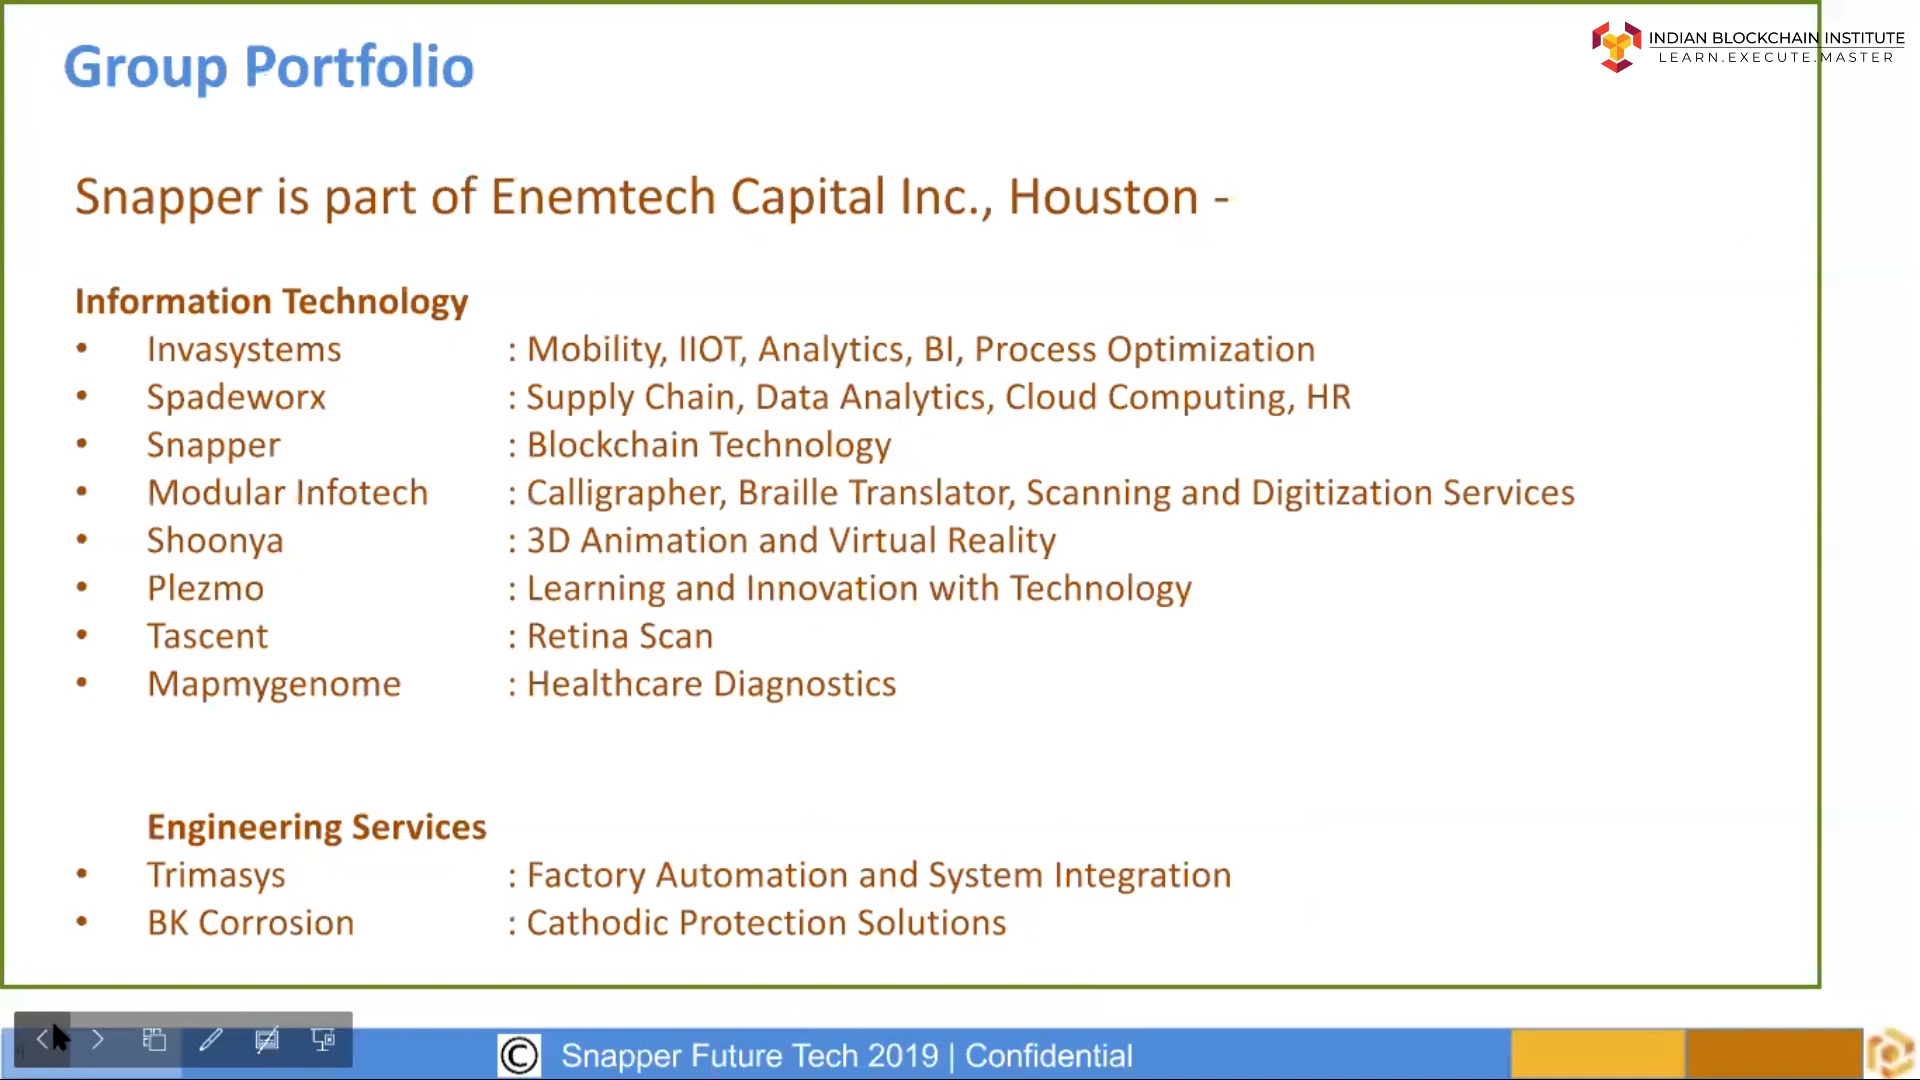 Group Portfolio
INDIAN BLOCKCHAIN INSTITUTE
LEARN.EXECUTE.MASTER
Snapper is part of Enemtech Capital Inc., Houston -
Information Technology
• Invasystems : Mobility, IIOT, Analytics, BI, Process Optimization
• Spadeworx : Supply Chain, Data Analytics, Cloud Computing, HR
• Snapper : Blockchain Technology
• Modular Infotech : Calligrapher, Braille Translator, Scanning and Digitization Services
• Shoonya : 3D Animation and Virtual Reality
• Plezmo : Learning and Innovation with Technology
• Tascent : Retina Scan
• Mapmygenome : Healthcare Diagnostics
Engineering Services
• Trimasys : Factory Automation and System Integration
• BK Corrosion : Cathodic Protection Solutions
© Snapper Future Tech 2019 | Confidential